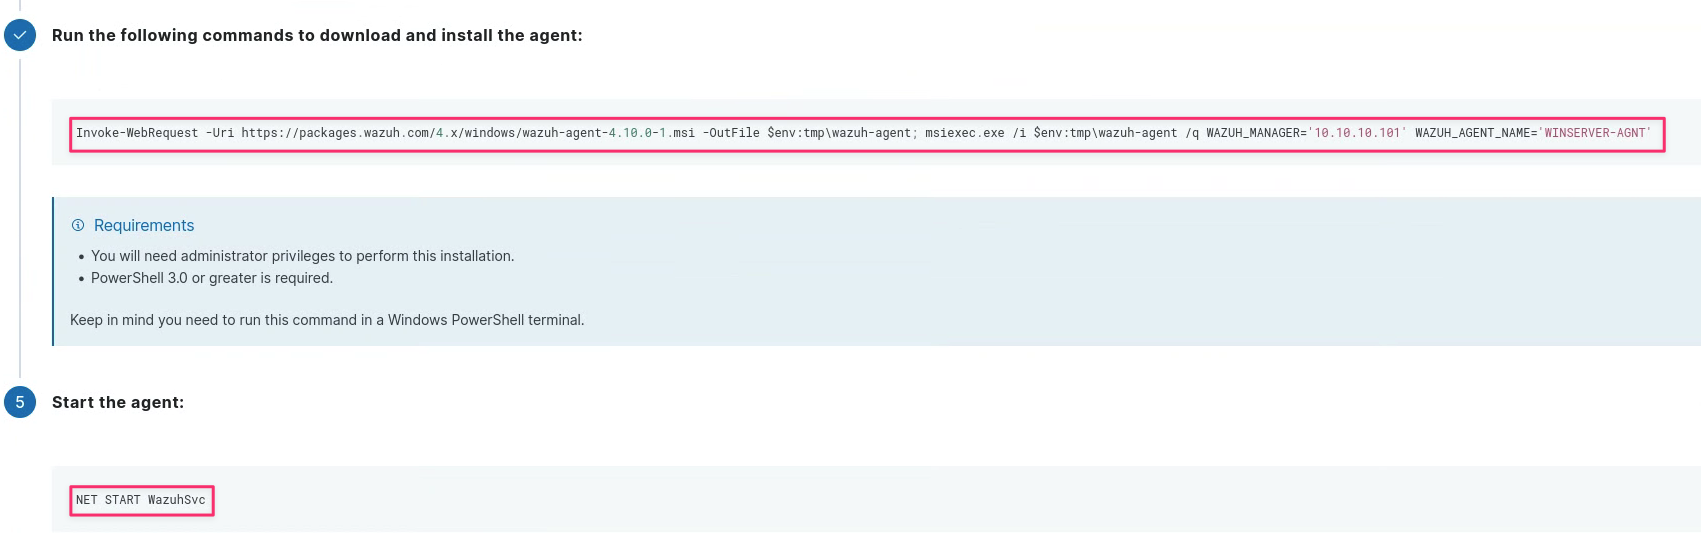 Run the following commands to download and install the agent:
Invoke-WebRequest -Uri https://packages.wazuh.com/4.x/windows/wazuh-agent-4.10.0-1.msi -OutFile $env:tmp\wazuh-agent; msiexec.exe /i $env:tmp\wazuh-agent /q WAZUH_MANAGER='10.10.10.101' WAZUH_AGENT_NAME='WINSERVER-AGNT'
Requirements
• You will need administrator privileges to perform this installation.
• PowerShell 3.0 or greater is required.
Keep in mind you need to run this command in a Windows PowerShell terminal.
5 Start the agent:
NET START WazuhSvc